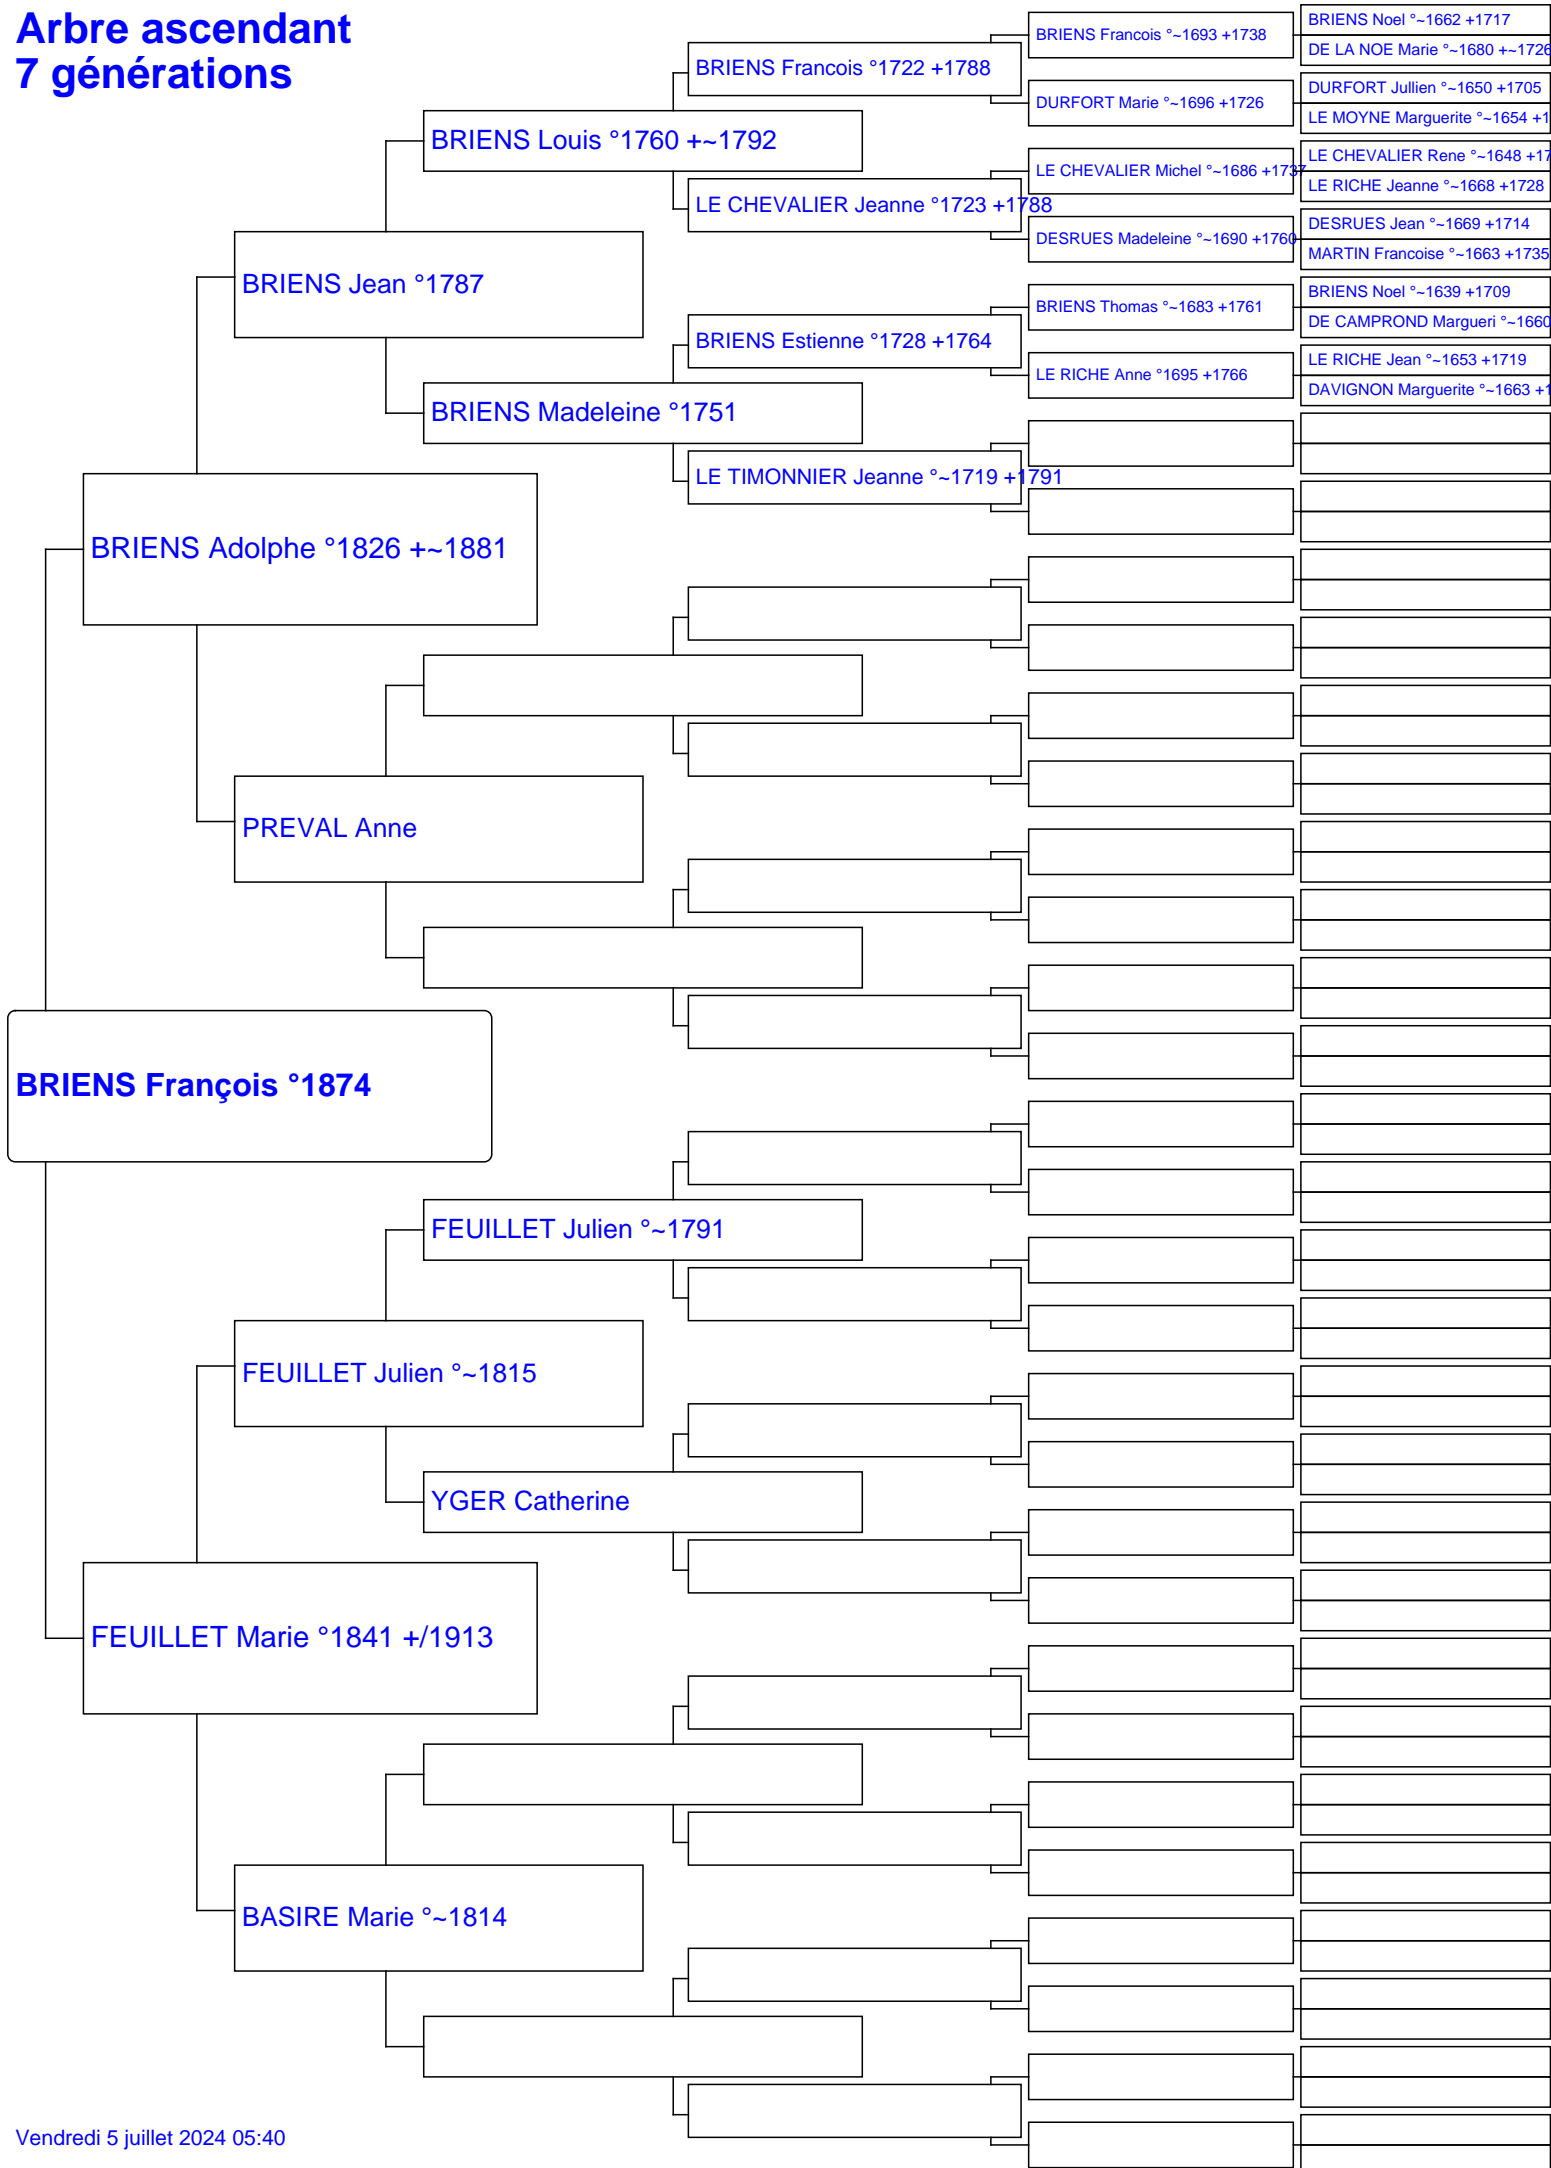 Arbre ascendant
7 générations
BRIENS François °1874
BRIENS Adolphe °1826 +~1881
FEUILLET Marie °1841 +/1913
BRIENS Jean °1787
PREVAL Anne
FEUILLET Julien °~1815
BASIRE Marie °~1814
BRIENS Louis °1760 +~1792
BRIENS Madeleine °1751
FEUILLET Julien °~1791
YGER Catherine
BRIENS Francois °1722 +1788
LE CHEVALIER Jeanne °1723 +1788
BRIENS Estienne °1728 +1764
LE TIMONNIER Jeanne °~1719 +1791
BRIENS Francois °~1693 +1738
DURFORT Marie °~1696 +1726
LE CHEVALIER Michel °~1686 +1737
DESRUES Madeleine °~1690 +1760
BRIENS Thomas °~1683 +1761
LE RICHE Anne °1695 +1766
BRIENS Noel °~1662 +1717
DE LA NOE Marie °~1680 +~1726
DURFORT Jullien °~1650 +1705
LE MOYNE Marguerite °~1654 +1
LE CHEVALIER Rene °~1648 +17
LE RICHE Jeanne °~1668 +1728
DESRUES Jean °~1669 +1714
MARTIN Francoise °~1663 +1735
BRIENS Noel °~1639 +1709
DE CAMPROND Margueri °~1660
LE RICHE Jean °~1653 +1719
DAVIGNON Marguerite °~1663 +1
Vendredi 5 juillet 2024 05:40